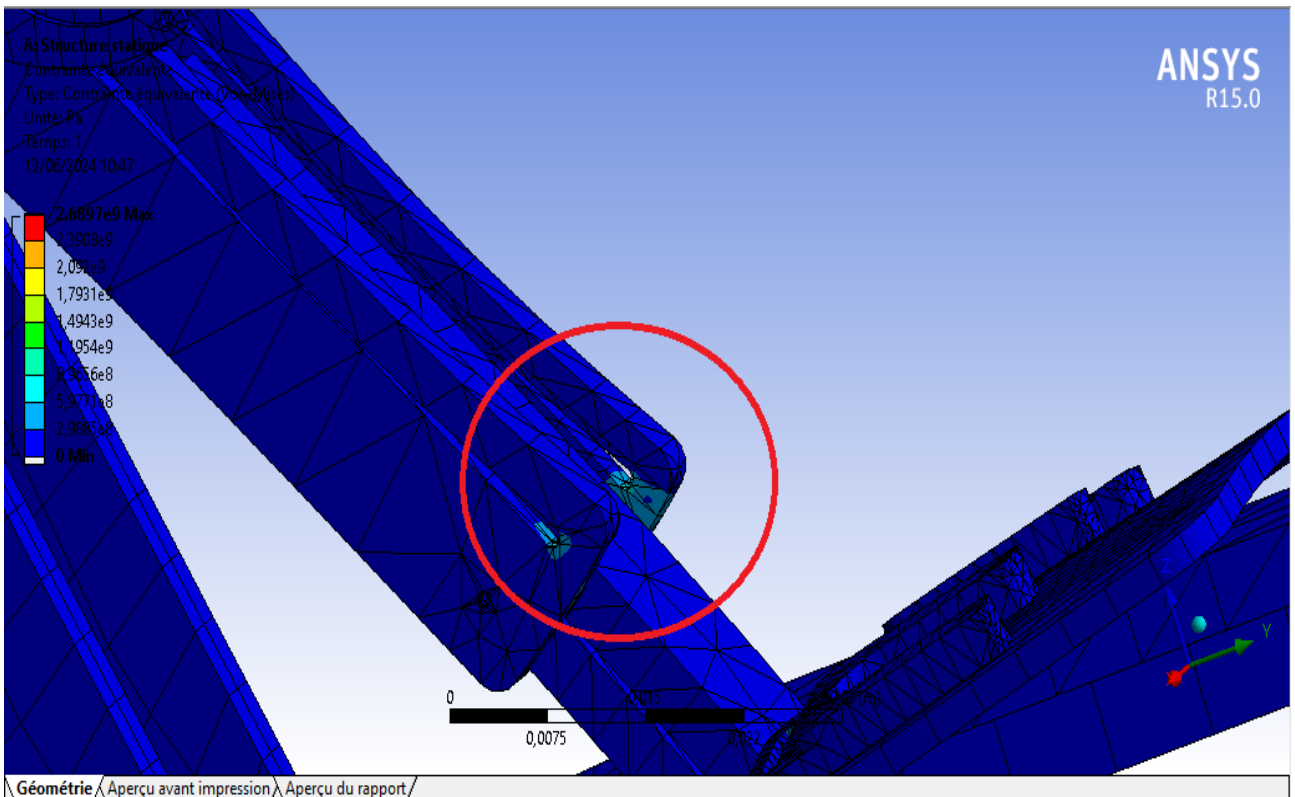 A: Structure statique
Contrainte équivalente
Type: Contrainte équivalente (Von-Mises)
Unité: Pa
Temps: 1
13/06/2024 10:47
ANSYS
R15.0
2,6897e9 Max
2,3908e9
2,092e9
1,7931e9
1,4943e9
1,1954e9
8,9656e8
5,9771e8
2,9885e8
0 Min
Z
Y
0
0,0075
Géométrie
Aperçu avant impression
Aperçu du rapport